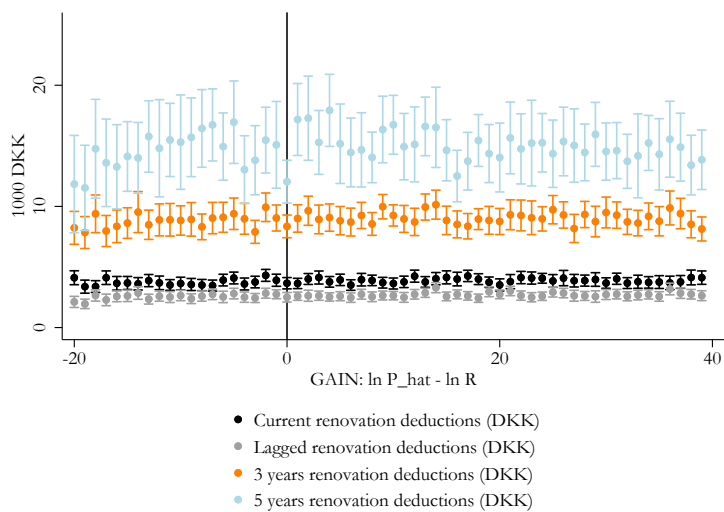 20
10
0
1000 DKK
-20
0
20
40
GAIN: ln P_hat - ln R
Current renovation deductions (DKK)
Lagged renovation deductions (DKK)
3 years renovation deductions (DKK)
5 years renovation deductions (DKK)